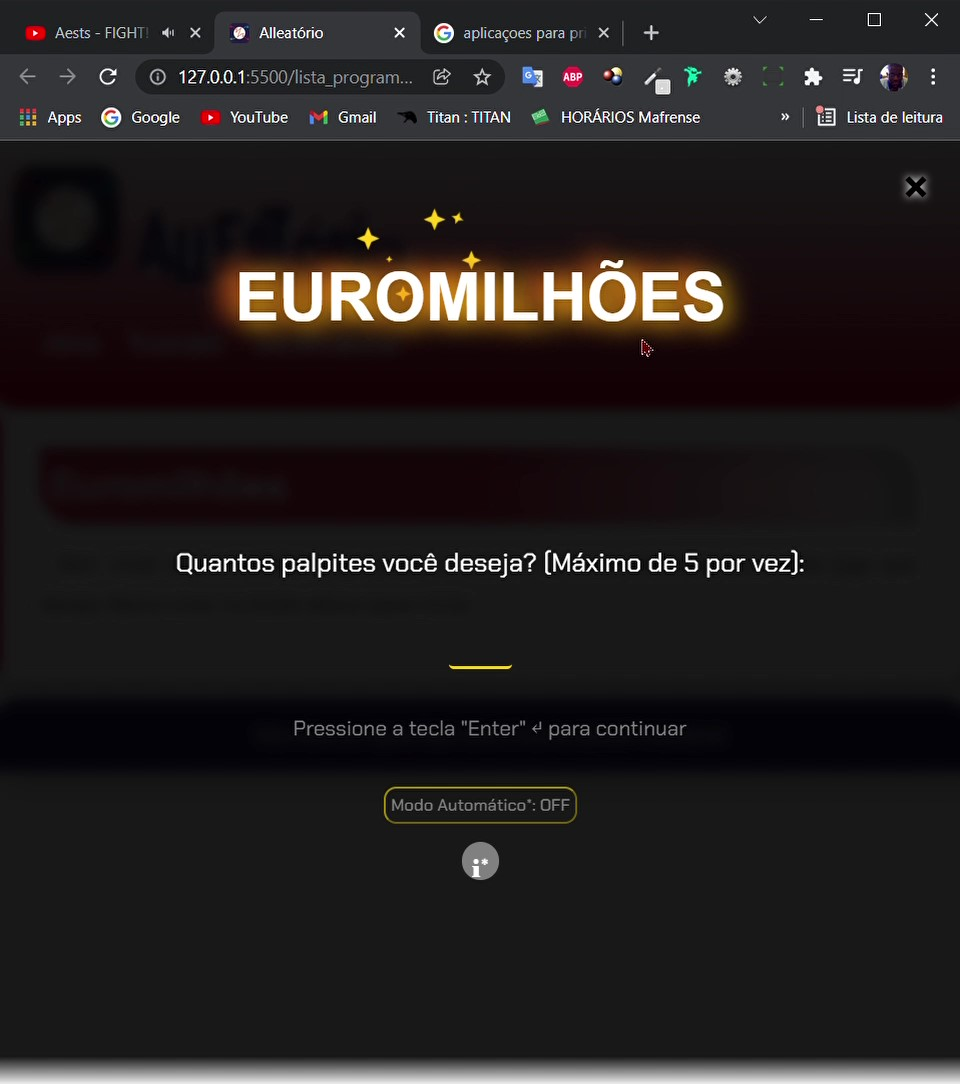 Aests - FIGHT!
Alleatório
aplicaçoes para pr
127.0.0.1:5500/lista_program...
ABP
Apps
Google
YouTube
Gmail
Titan : TITAN
HORÁRIOS Mafrense
»
Lista de leitura
EUROMILHÕES
Euromilhões
Quantos palpites você deseja? (Máximo de 5 por vez):
Pressione a tecla "Enter" ↵ para continuar
Modo Automático*: OFF
i*